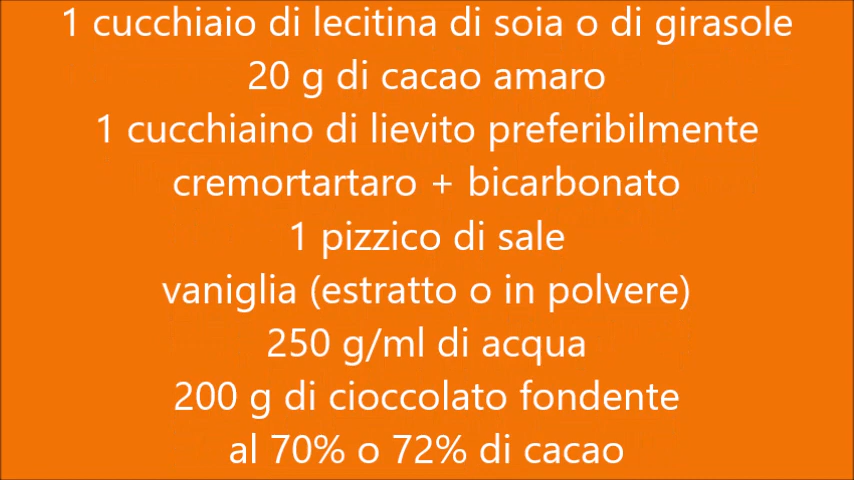 1 cucchiaio di lecitina di soia o di girasole
20 g di cacao amaro
1 cucchiaino di lievito preferibilmente
cremortartaro + bicarbonato
1 pizzico di sale
vaniglia (estratto o in polvere)
250 g/ml di acqua
200 g di cioccolato fondente
al 70% o 72% di cacao